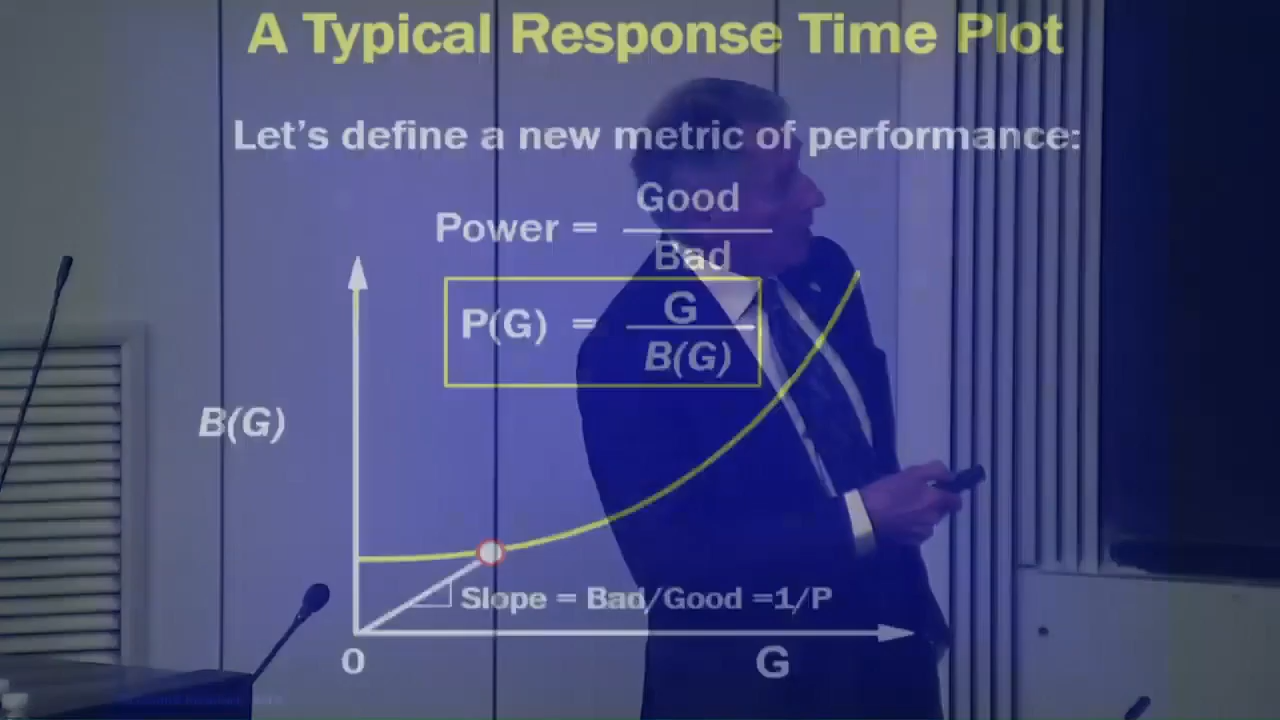 A Typical Response Time Plot
Let's define a new metric of performance:
Power = Good
Bad
P(G) = G
B(G)
B(G)
Slope = Bad/Good =1/P
0
G